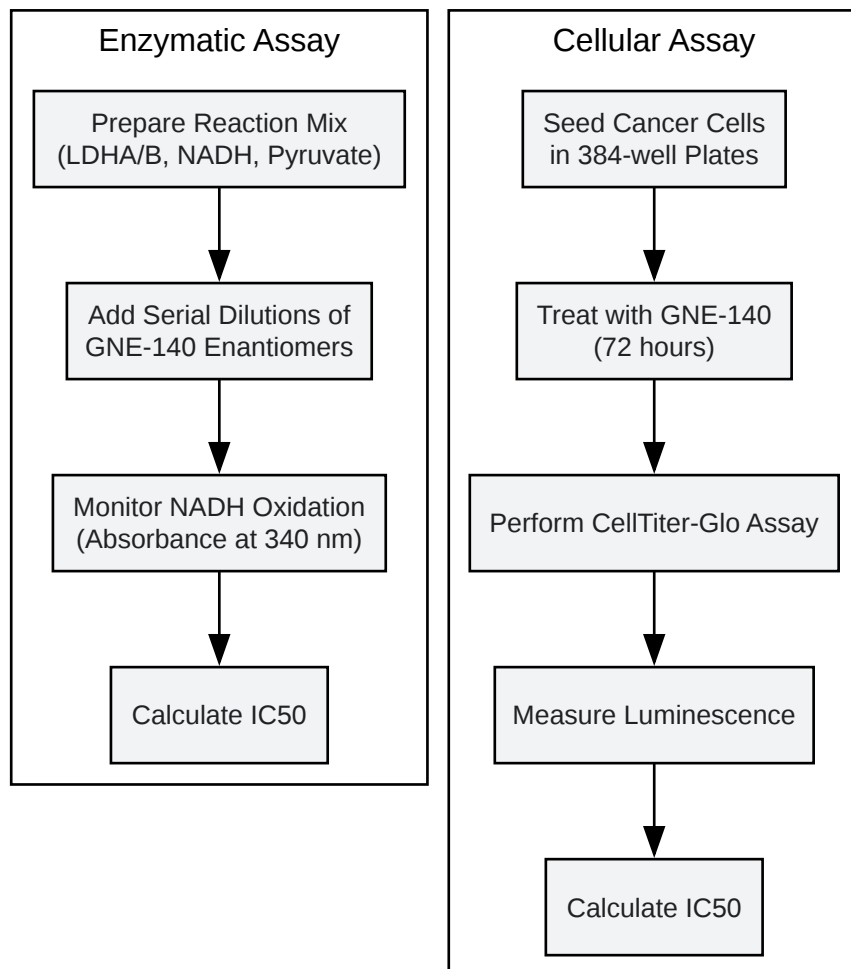 Enzymatic Assay
Prepare Reaction Mix
(LDHA/B, NADH, Pyruvate)
Add Serial Dilutions of
GNE-140 Enantiomers
Monitor NADH Oxidation
(Absorbance at 340 nm)
Calculate IC50
Cellular Assay
Seed Cancer Cells
in 384-well Plates
Treat with GNE-140
(72 hours)
Perform CellTiter-Glo Assay
Measure Luminescence
Calculate IC50